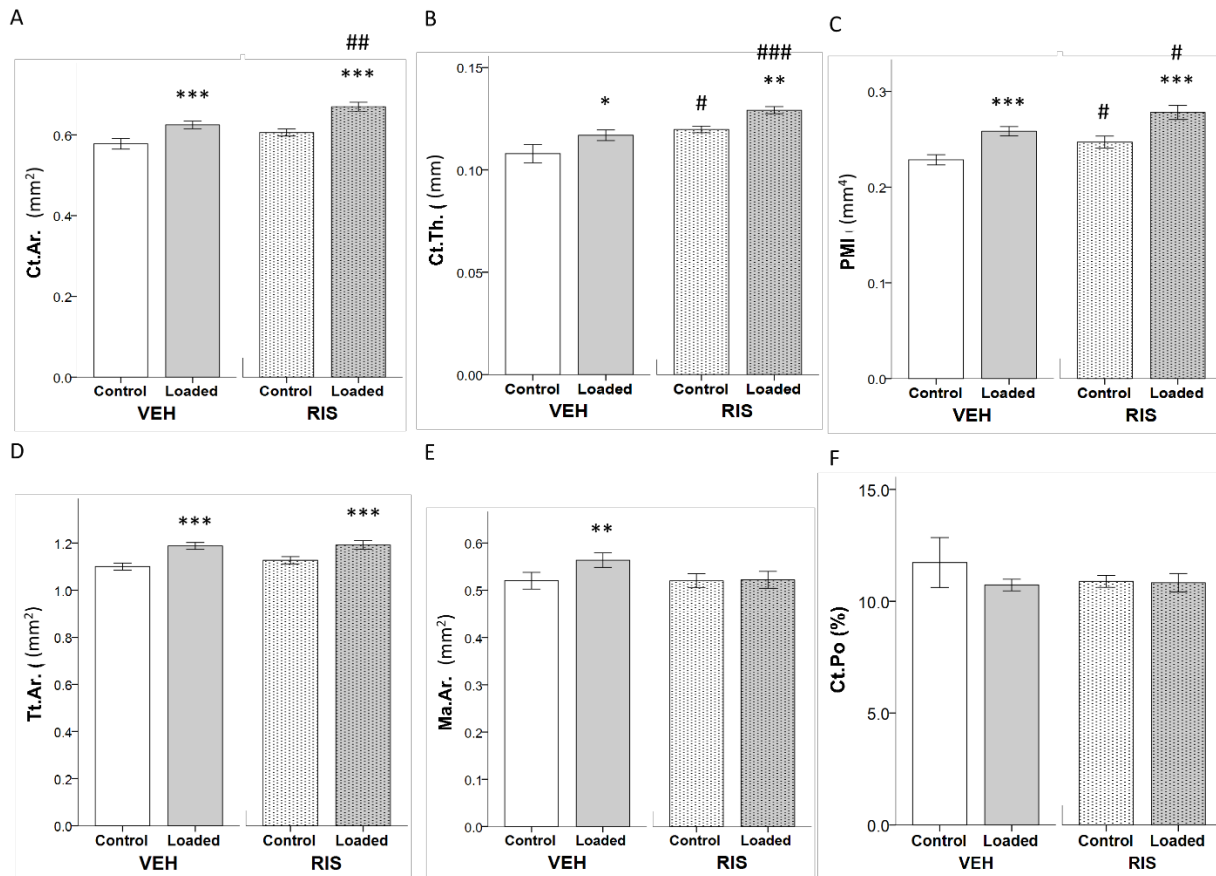 A
Ct.Ar. (mm²)
0.6
0.4
0.2
0.0
***
##
***
Control Loaded Control Loaded
VEH RIS
B
Ct.Th. ( (mm)
0.15
0.10
0.05
0.00
*
#
###
**
Control Loaded Control Loaded
VEH RIS
C
PMI (mm⁴)
0.3
0.2
0.1
0.0
***
#
#
***
Control Loaded Control Loaded
VEH RIS
D
Tt.Ar. ( (mm²)
1.2
1.0
0.8
0.6
0.4
0.2
0.0
***
***
Control Loaded Control Loaded
VEH RIS
E
Ma.Ar. (mm²)
0.6
0.5
0.4
0.3
0.2
0.1
0.0
**
Control Loaded Control Loaded
VEH RIS
F
Ct.Po (%)
15.0
10.0
5.0
0.0
Control Loaded Control Loaded
VEH RIS